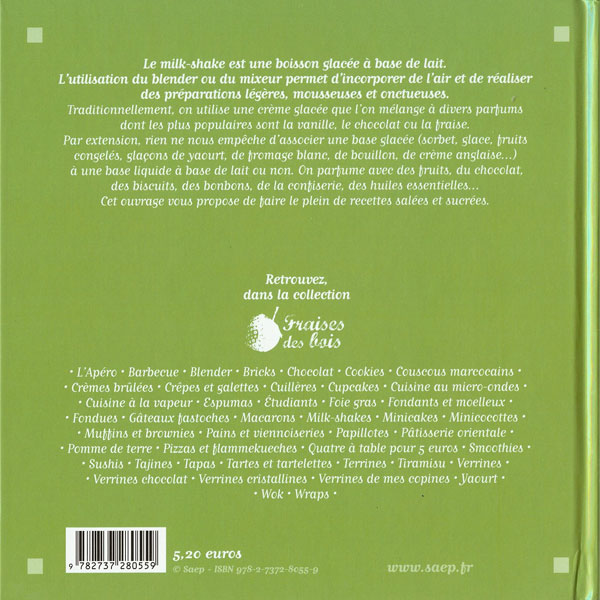 Le milk-shake est une boisson glacée à base de lait.
L'utilisation du blender ou du mixeur permet d'incorporer de l'air et de réaliser
des préparations légères, mousseuses et onctueuses.
Traditionnellement, on utilise une crème glacée que l'on mélange à divers parfums
dont les plus populaires sont la vanille, le chocolat ou la fraise.
Par extension, rien ne nous empêche d'associer une base glacée (sorbet, glace, fruits
congelés, glaçons de yaourt, de fromage blanc, de bouillon, de crème anglaise...)
à une base liquide à base de lait ou non. On parfume avec des fruits, du chocolat,
des biscuits, des bonbons, de la confiserie, des huiles essentielles...
Cet ouvrage vous propose de faire le plein de recettes salées et sucrées.
Retrouvez,
dans la collection
Fraises
des bois
• L'Apéro • Barbecue • Blender • Bricks • Chocolat • Cookies • Couscous marcocains •
• Crèmes brûlées • Crêpes et galettes • Cuillères • Cupcakes • Cuisine au micro-ondes •
• Cuisine à la vapeur • Espumas • Étudiants • Foie gras • Fondants et moelleux •
• Fondues • Gâteaux fastoches • Macarons • Milk-shakes • Minicakes • Minicocottes •
• Muffins et brownies • Pains et viennoiseries • Papillotes • Pâtisserie orientale •
• Pomme de terre • Pizzas et flammekueches • Quatre à table pour 5 euros • Smoothies •
• Sushis • Tajines • Tapas • Tartes et tartelettes • Terrines • Tiramisu • Verrines •
• Verrines chocolat • Verrines cristallines • Verrines de mes copines • Yaourt •
• Wok • Wraps •
5,20 euros
© Saep - ISBN 978-2-7372-8055-9
9 782737 280559
www.saep.fr